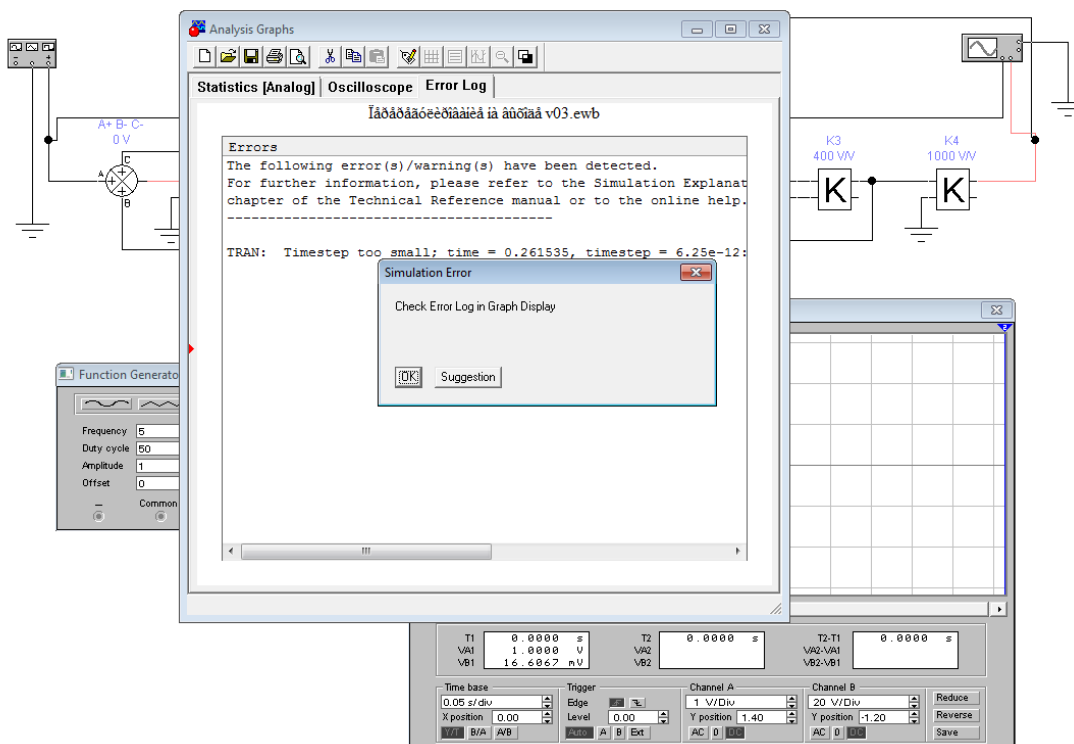 Analysis Graphs
Statistics [Analog]
Oscilloscope
Error Log
Ïåðåðåãóëèðîâàíèå íà âûõîäå v03.ewb
Errors
The following error(s)/warning(s) have been detected.
For further information, please refer to the Simulation Explanat
chapter of the Technical Reference manual or to the online help.
TRAN: Timestep too small; time = 0.261535, timestep = 6.25e-12:
Simulation Error
Check Error Log in Graph Display
OK
Suggestion
A+ B- C-
0 V
C
A
B
K3
400 V/V
K
K4
1000 V/V
K
Function Generato
Frequency 5
Duty cycle 50
Amplitude 1
Offset 0
Common
2
T1 0.0000 s
VA1 1.0000 V
VB1 16.6067 mV
T2 0.0000 s
VA2
VB2
T2-T1 0.0000 s
VA2-VA1
VB2-VB1
Time base
0.05 s/div
X position 0.00
Y/T B/A A/B
Trigger
Edge
Level 0.00
Auto A B Ext
Channel A
1 V/Div
Y position 1.40
AC 0 DC
Channel B
20 V/Div
Y position -1.20
AC 0 DC
Reduce
Reverse
Save